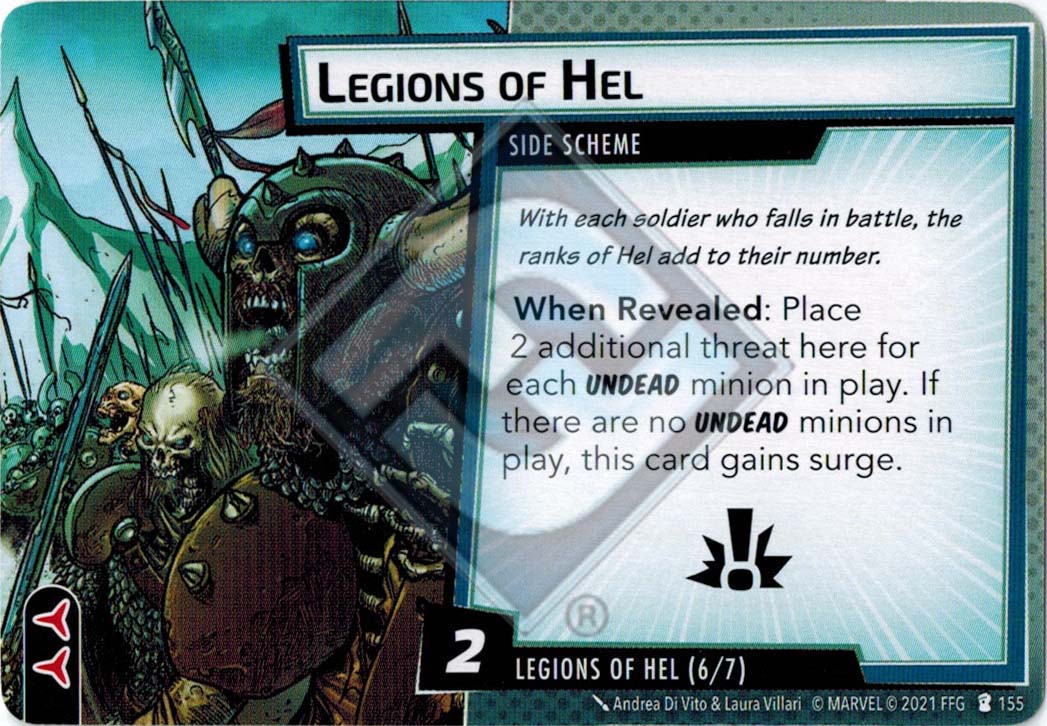 LEGIONS OF HEL
SIDE SCHEME
With each soldier who falls in battle, the
ranks of Hel add to their number.
When Revealed: Place
2 additional threat here for
each UNDEAD minion in play. If
there are no UNDEAD minions in
play, this card gains surge.
2
LEGIONS OF HEL (6/7)
Andrea Di Vito & Laura Villari © MARVEL © 2021 FFG 155
®